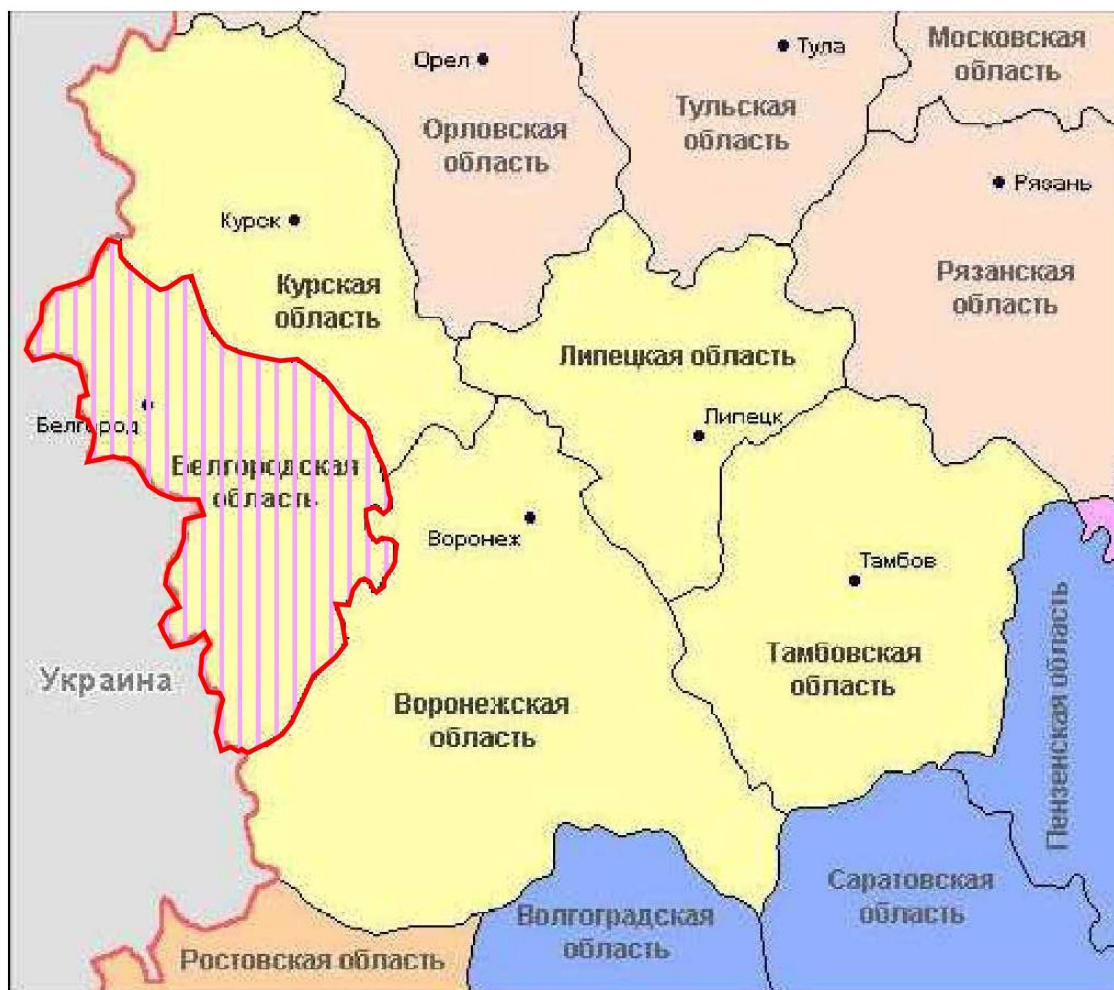 Орел
Тула
Московская
область
Тульская
область
Орловская
область
Рязань
Курск
Рязанская
область
Курская
область
Липецкая область
Липецк
Белгород
Белгородская
область
Воронеж
Тамбов
Украина
Тамбовская
область
Воронежская
область
Пензенская область
Саратовская
область
Волгоградская
область
Ростовская область